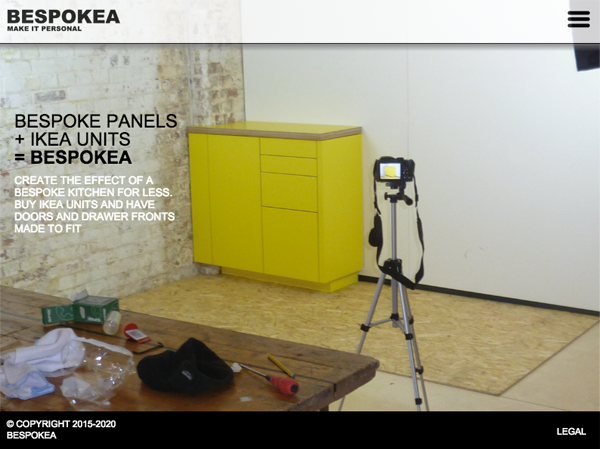 BESPOKEA
MAKE IT PERSONAL
BESPOKE PANELS
+ IKEA UNITS
= BESPOKEA
CREATE THE EFFECT OF A
BESPOKE KITCHEN FOR LESS.
BUY IKEA UNITS AND HAVE
DOORS AND DRAWER FRONTS
MADE TO FIT
© COPYRIGHT 2015-2020
BESPOKEA
LEGAL